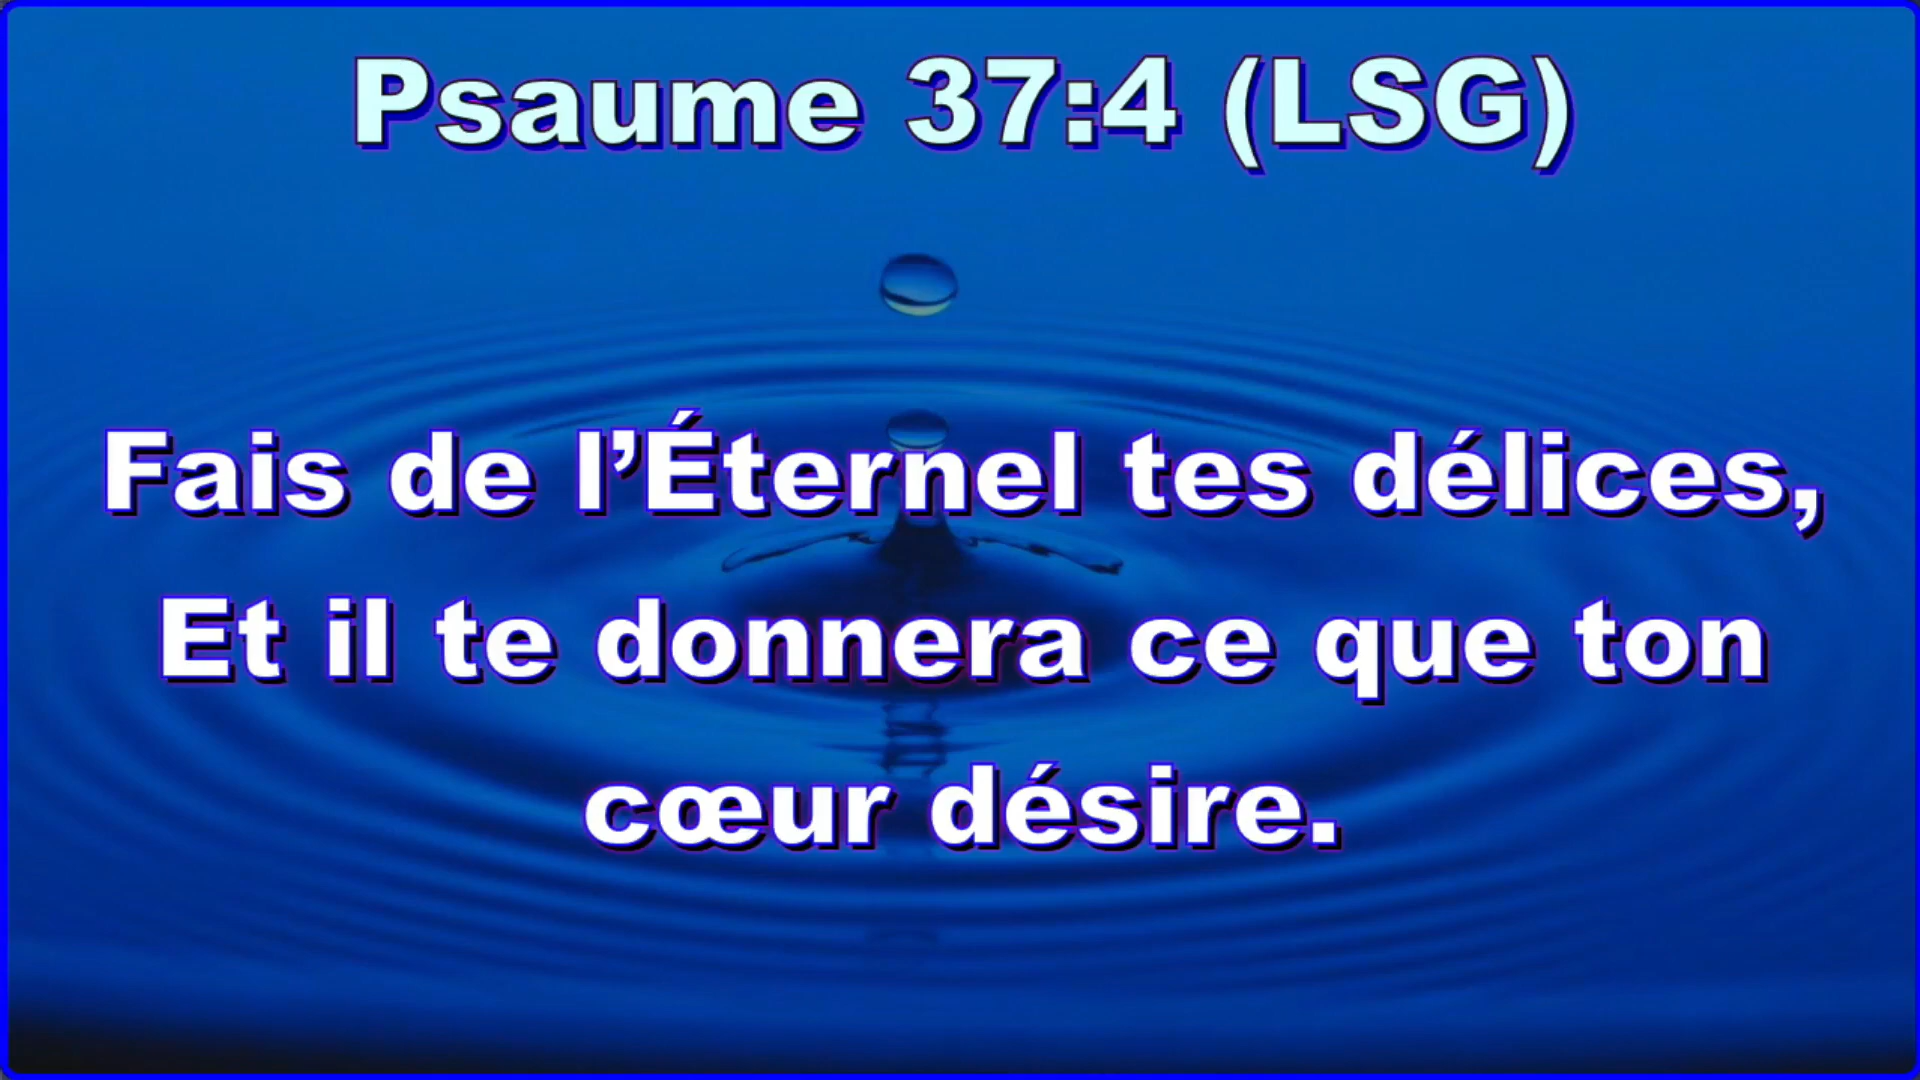 Psaume 37:4 (LSG)
Fais de l’Éternel tes délices,
Et il te donnera ce que ton
cœur désire.